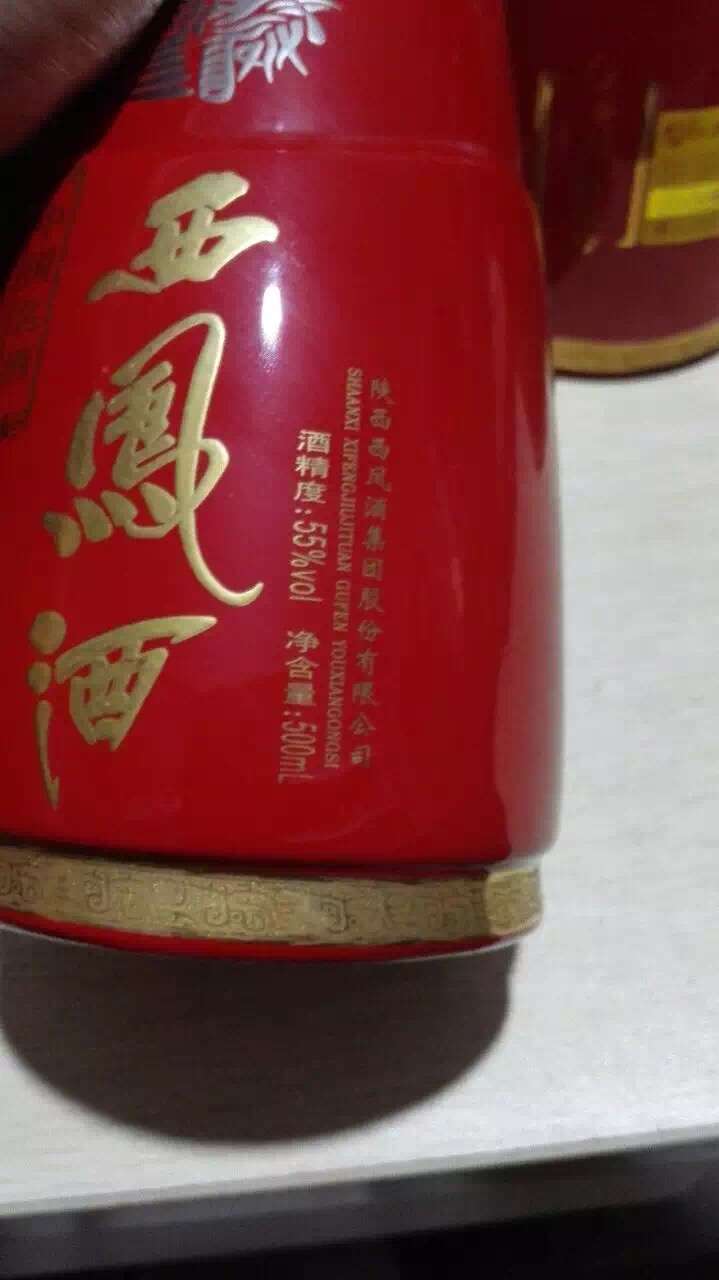 西鳳酒
酒精度:55%vol 净含量:500mL
SHAANXI XIFENGJIUJITUAN GUFEN YOUXIANGONGSI
陕西西凤酒集团股份有限公司